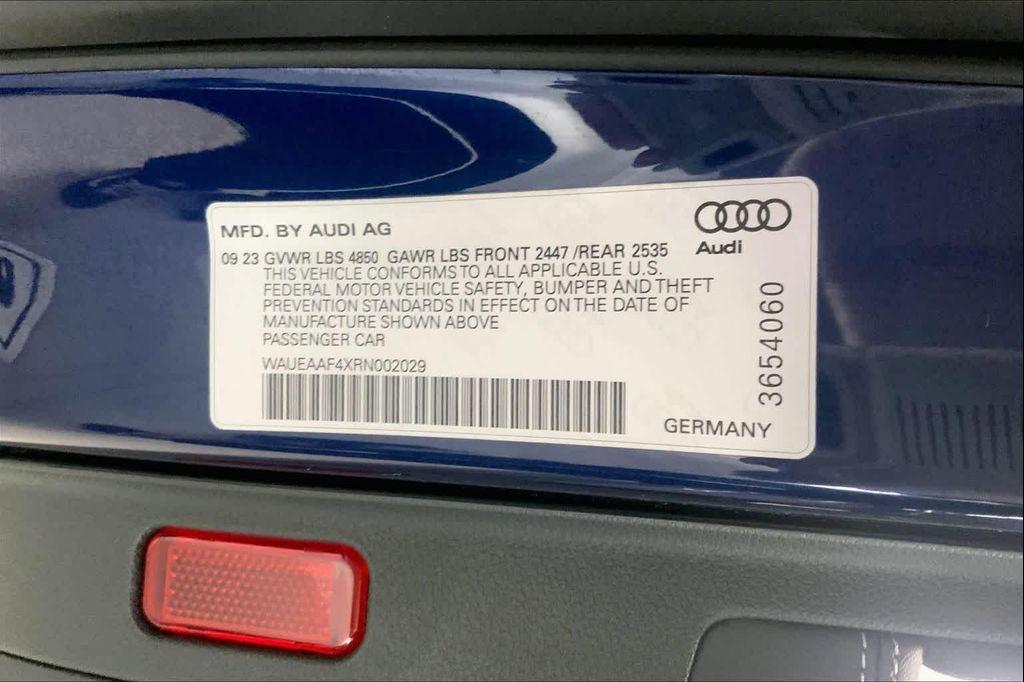 MFD. BY AUDI AG
Audi
09 23 GVWR LBS 4850 GAWR LBS FRONT 2447 /REAR 2535
THIS VEHICLE CONFORMS TO ALL APPLICABLE U.S.
FEDERAL MOTOR VEHICLE SAFETY, BUMPER AND THEFT
PREVENTION STANDARDS IN EFFECT ON THE DATE OF
MANUFACTURE SHOWN ABOVE
PASSENGER CAR
WAUEAAF4XRN002029
3654060
GERMANY